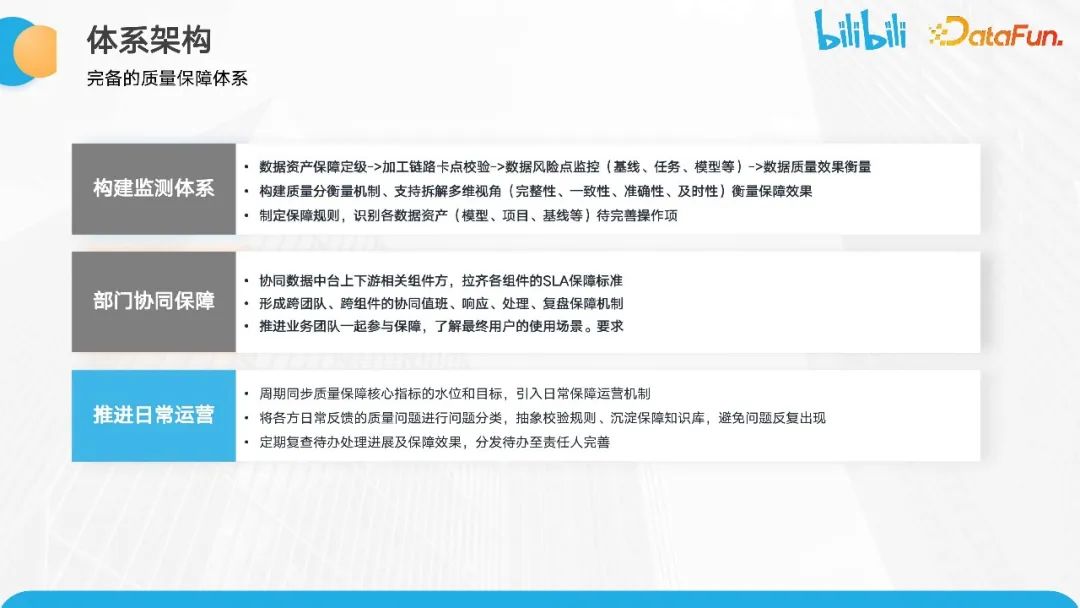 体系架构
bilibili DataFun.
完备的质量保障体系
构建监测体系
• 数据资产保障定级->加工链路卡点校验->数据风险点监控（基线、任务、模型等）->数据质量效果衡量
• 构建质量分衡量机制、支持拆解多维视角（完整性、一致性、准确性、及时性）衡量保障效果
• 制定保障规则，识别各数据资产（模型、项目、基线等）待完善操作项
部门协同保障
• 协同数据中台上下游相关组件方，拉齐各组件的SLA保障标准
• 形成跨团队、跨组件的协同值班、响应、处理、复盘保障机制
• 推进业务团队一起参与保障，了解最终用户的使用场景。要求
推进日常运营
• 周期同步质量保障核心指标的水位和目标，引入日常保障运营机制
• 将各方日常反馈的质量问题进行问题分类，抽象校验规则、沉淀保障知识库，避免问题反复出现
• 定期复查待办处理进展及保障效果，分发待办至责任人完善